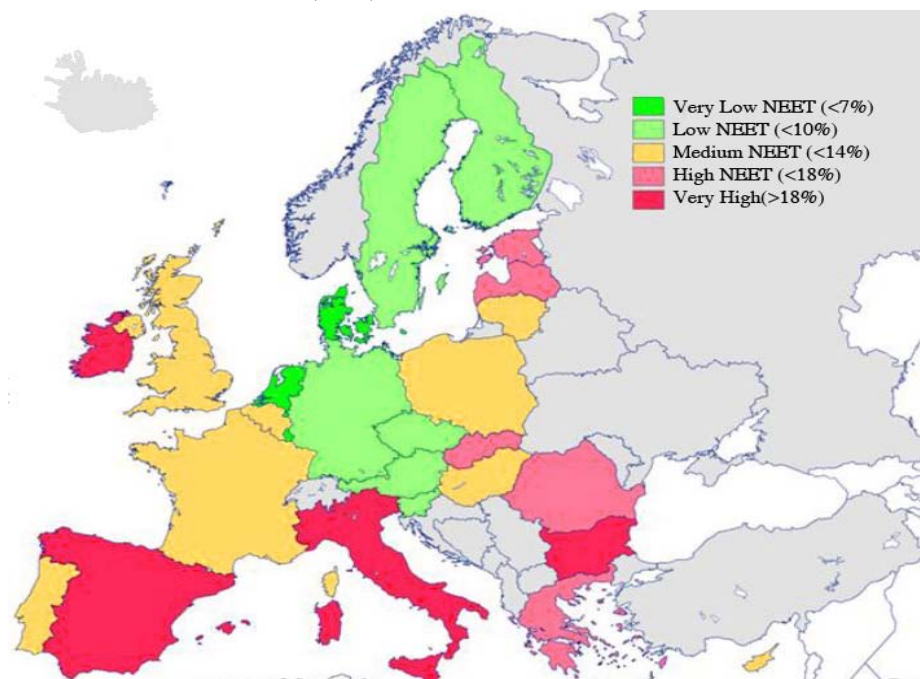 Very Low NEET (<7%)
Low NEET (<10%)
Medium NEET (<14%)
High NEET (<18%)
Very High(>18%)